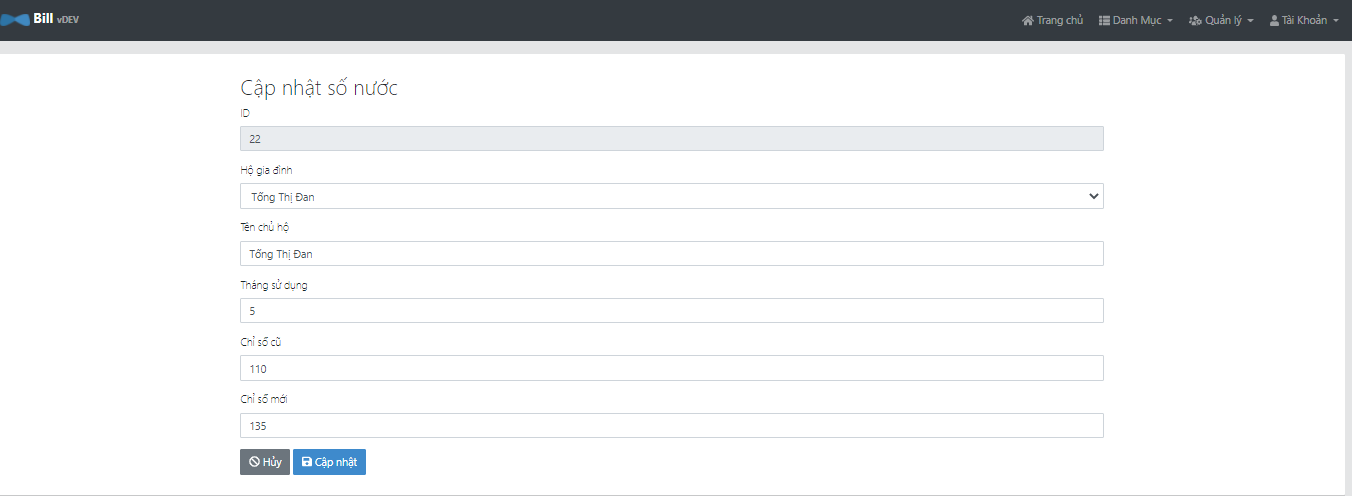 Bill vDEV
Trang chủ Danh Mục Quản lý Tài Khoản
Cập nhật số nước
ID
22
Hộ gia đình
Tống Thị Đan
Tên chủ hộ
Tống Thị Đan
Tháng sử dụng
5
Chỉ số cũ
110
Chỉ số mới
135
Hủy Cập nhật